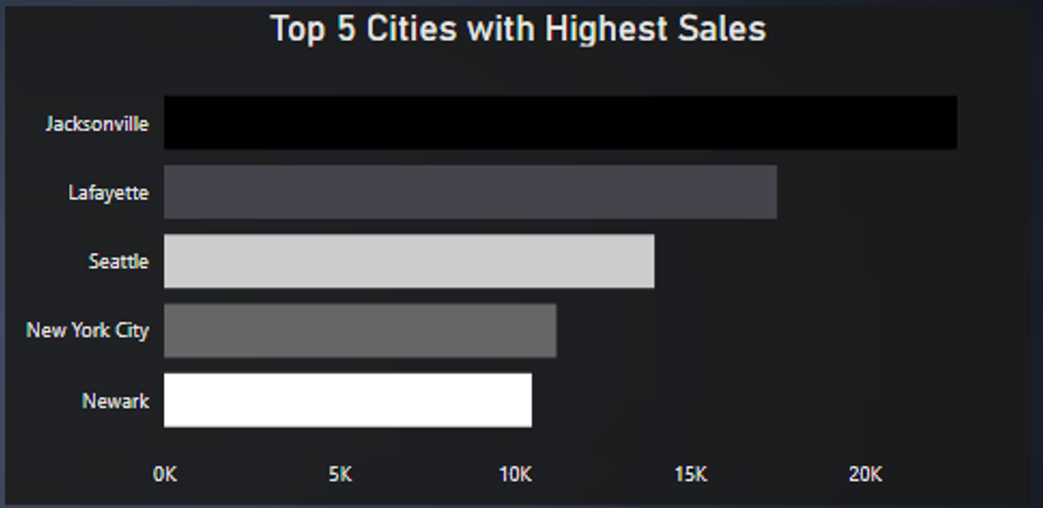 Top 5 Cities with Highest Sales
Jacksonville
Lafayette
Seattle
New York City
Newark
0K 5K 10K 15K 20K